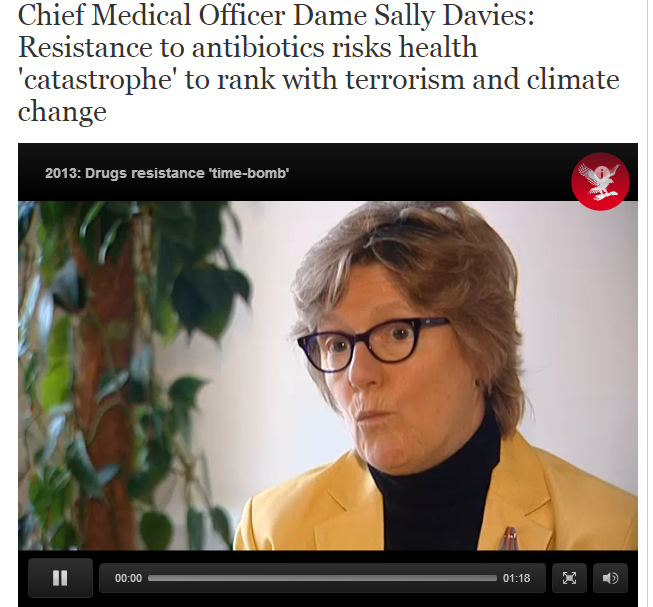 Chief Medical Officer Dame Sally Davies:
Resistance to antibiotics risks health
'catastrophe' to rank with terrorism and climate
change
2013: Drugs resistance 'time-bomb'
00:00 01:18